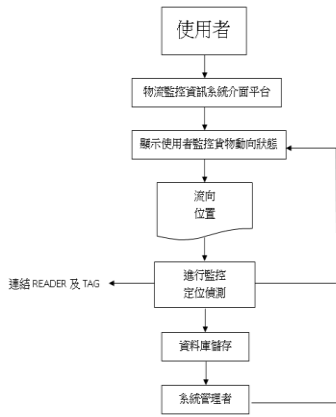 使用者
物流監控資訊系統介面平台
顯示使用者監控貨物動向狀態
流向
位置
連結 READER 及 TAG
進行監控
定位偵測
資料庫儲存
系統管理者